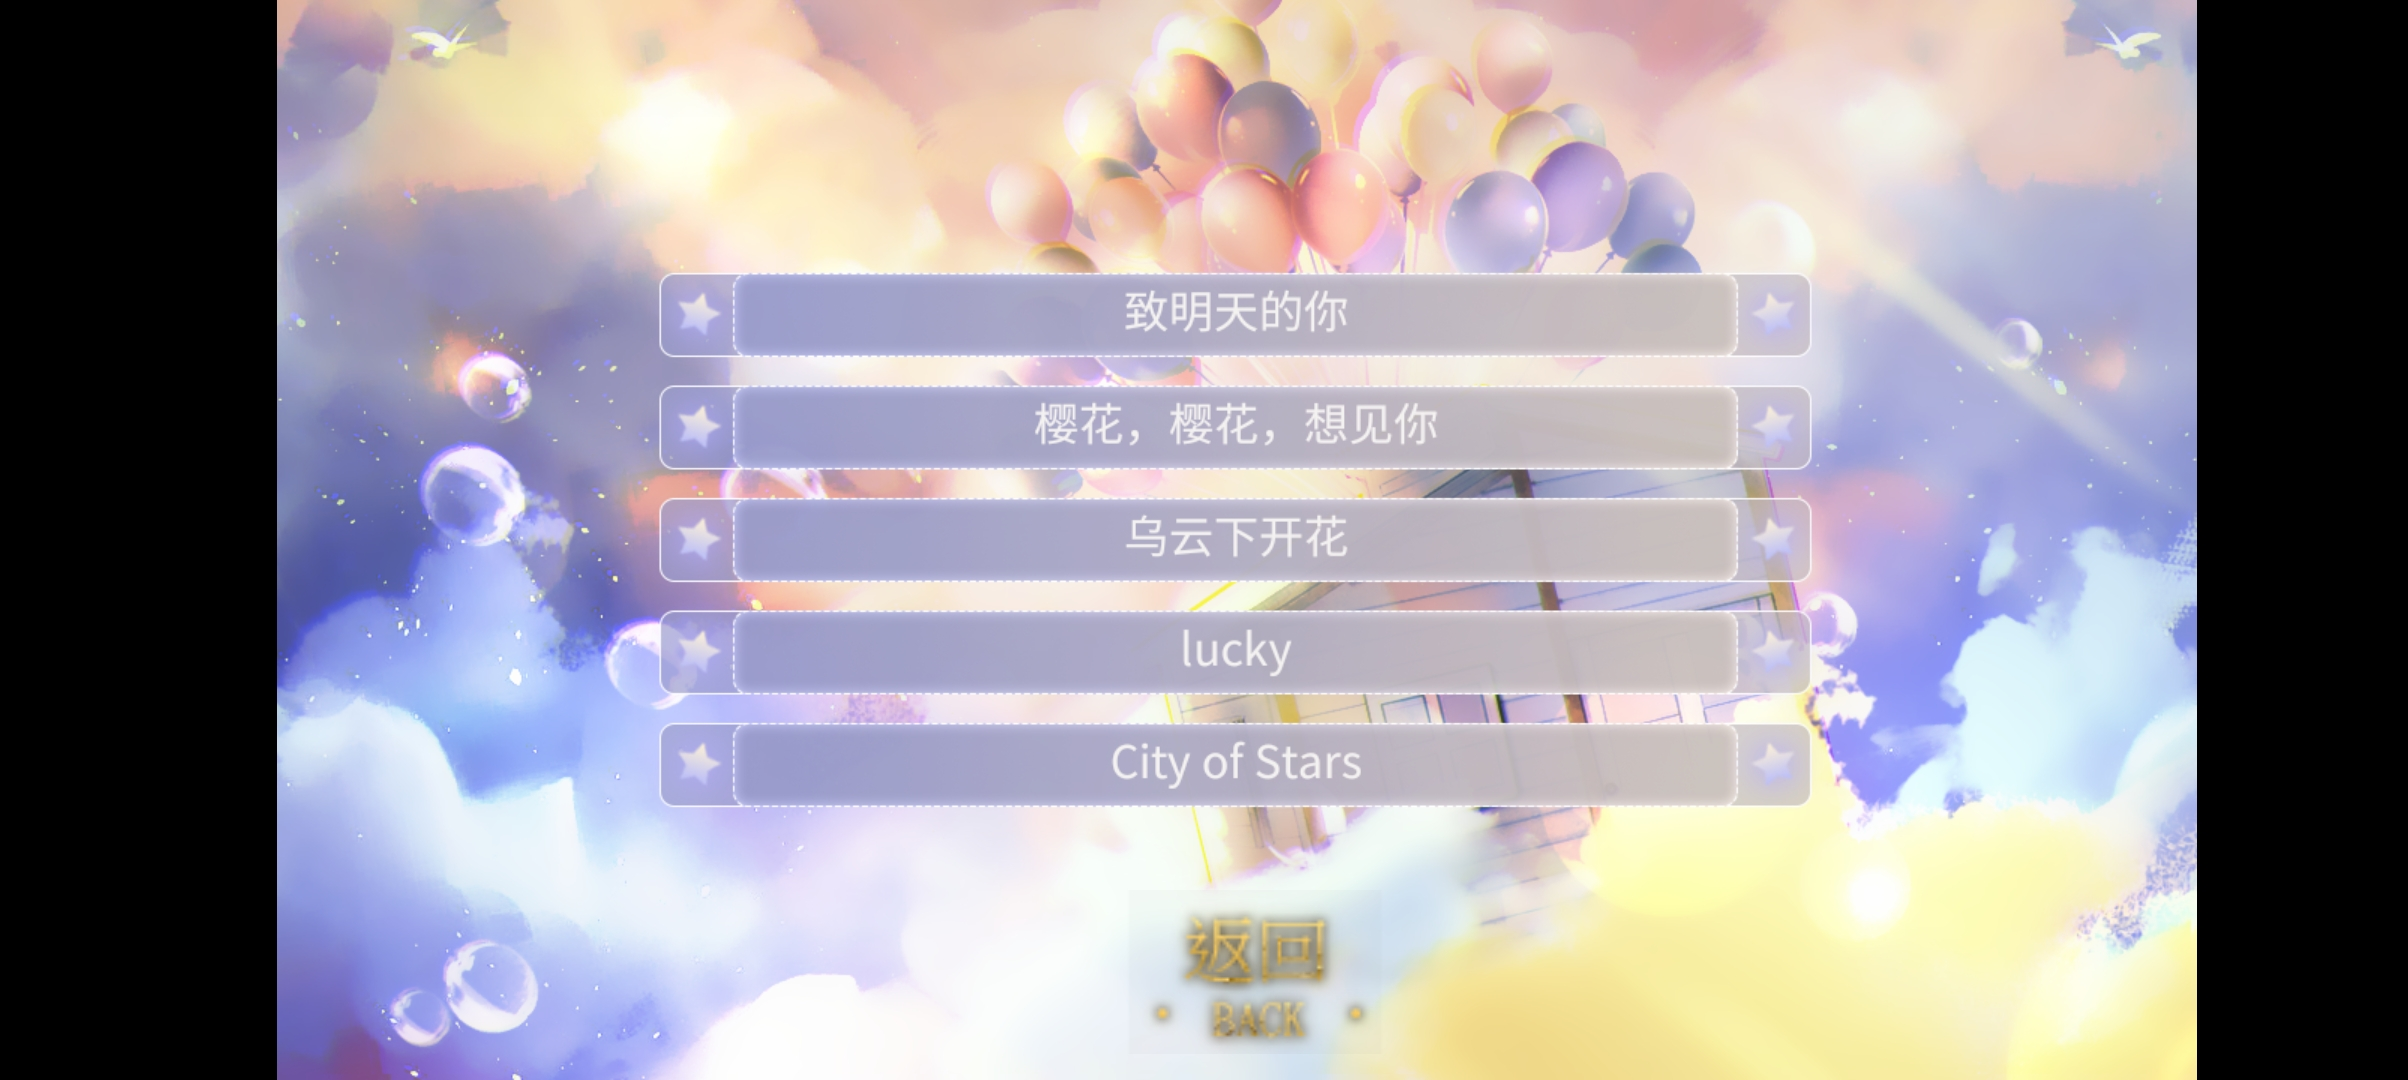 致明天的你
樱花，樱花，想见你
乌云下开花
lucky
City of Stars
返回
· BACK ·